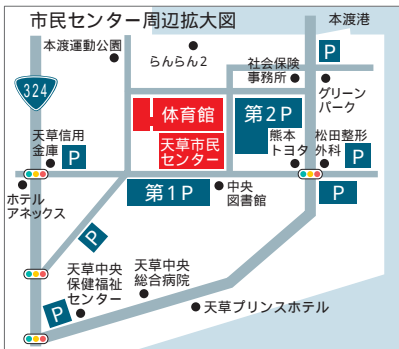 市民センター周辺拡大図
本渡港
本渡運動公園
らんらん2
社会保険
事務所
P
324
グリーン
パーク
体育館
第2P
天草市民
センター
天草信用
金庫
P
熊本
トヨタ
松田整形
外科
P
ホテル
アネックス
第1P
中央
図書館
P
P
天草中央
保健福祉
センター
天草中央
総合病院
P
天草プリンスホテル